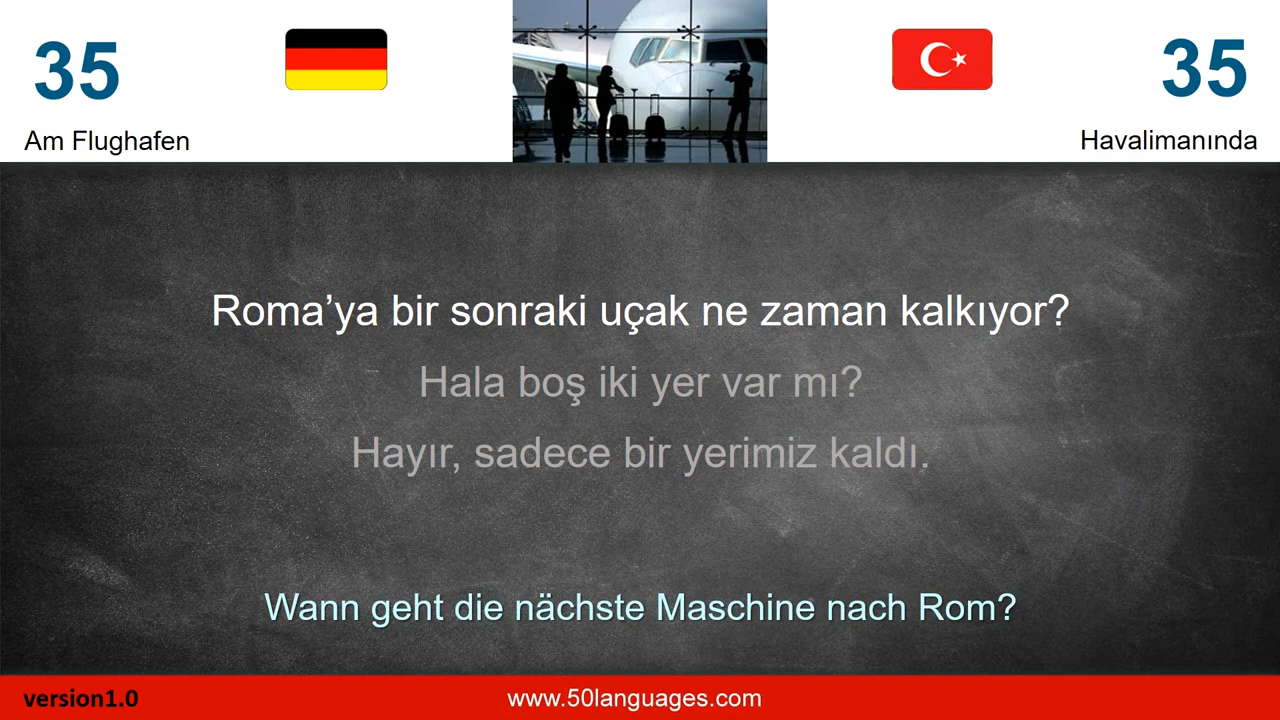 35
35
Am Flughafen
Havalimanında
Roma’ya bir sonraki uçak ne zaman kalkıyor?
Hala boş iki yer var mı?
Hayır, sadece bir yerimiz kaldı.
Wann geht die nächste Maschine nach Rom?
version1.0
www.50languages.com